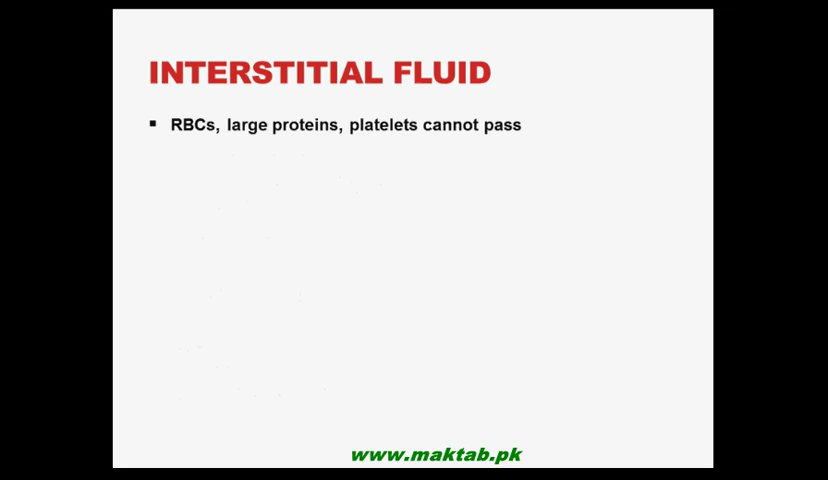 INTERSTITIAL FLUID
▪ RBCs, large proteins, platelets cannot pass
www.maktab.pk